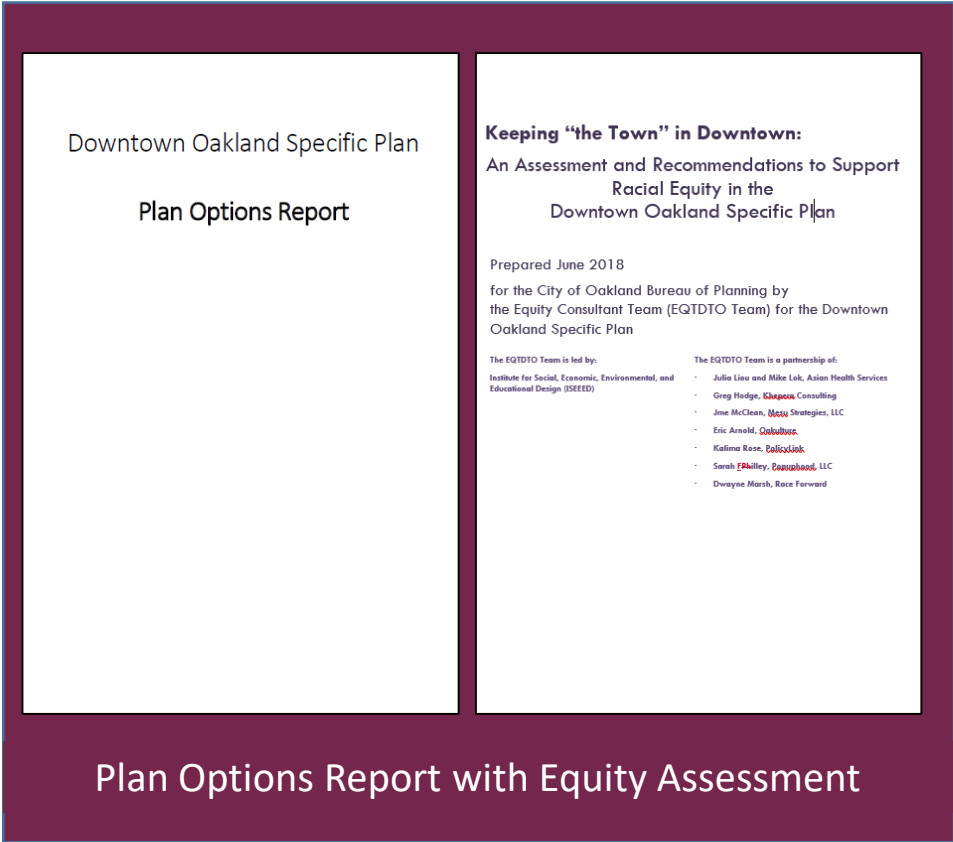 Downtown Oakland Specific Plan
Plan Options Report
Keeping “the Town” in Downtown:
An Assessment and Recommendations to Support
Racial Equity in the
Downtown Oakland Specific Plan
Prepared June 2018
for the City of Oakland Bureau of Planning by
the Equity Consultant Team (EQTDTO Team) for the Downtown
Oakland Specific Plan
The EQTDTO Team is led by:
Institute for Social, Economic, Environmental, and
Educational Design (ISEEED)
The EQTDTO Team is a partnership of:
- Julia Liou and Mike Lok, Asian Health Services
- Greg Hodge, Khepera Consulting
- Jme McClean, Mesu Strategies, LLC
- Eric Arnold, Oakulture
- Kalima Rose, PolicyLink
- Sarah Philley, Popuphood, LLC
- Dwayne Marsh, Race Forward
Plan Options Report with Equity Assessment